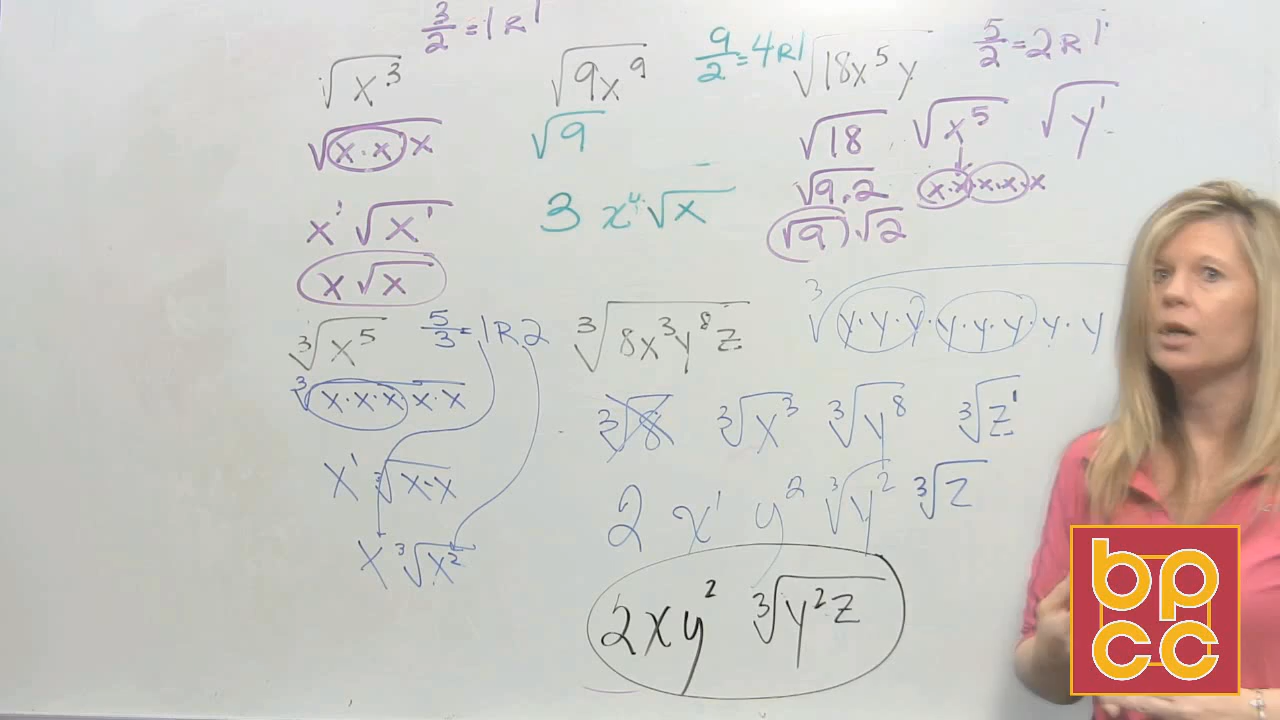 3/2 = 1 R 1
√x³
√x·x·x
x¹ √x¹
x √x
√9x⁹
9/2 = 4 R 1
√9
3 x⁴ √x
√18x⁵y
5/2 = 2 R 1
√18 √x⁵ √y¹
√9·2 x·x·x·x·x
√9 √2
∛x⁵
5/3 = 1 R 2
∛x·x·x·x·x
x¹ ∛x·x
x ∛x²
∛8x³y⁸z
∛y·y·y·y·y·y·y·y
∛8 ∛x³ ∛y⁸ ∛z¹
2 x¹ y² ∛y² ∛z
2xy² ∛y²z
bp
cc